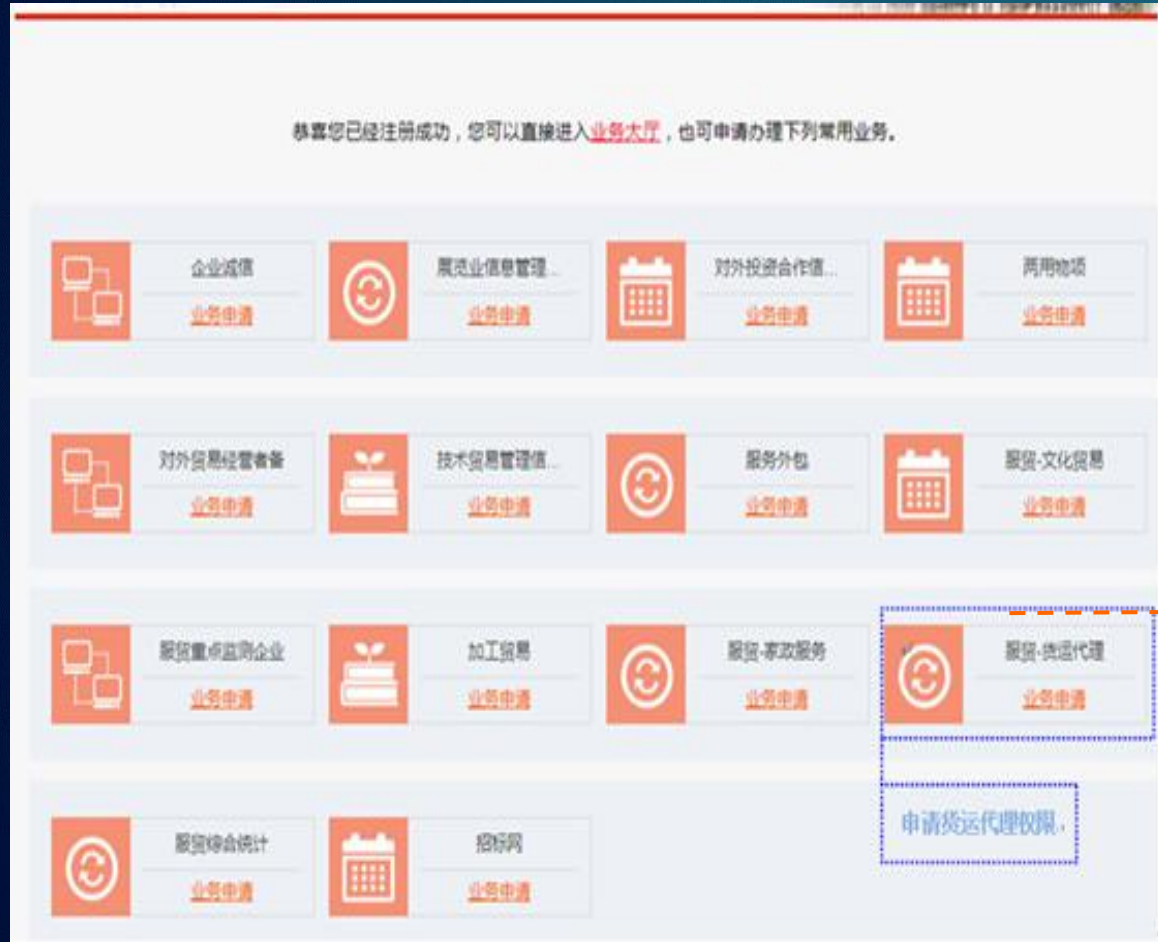 恭喜您已经注册成功，您可以直接进入业务大厅，也可申请办理下列常用业务。
企业诚信
业务申请
展览业信息管理...
业务申请
对外投资合作信...
业务申请
两用物项
业务申请
对外贸易经营者备
业务申请
技术贸易管理信...
业务申请
服务外包
业务申请
服贸-文化贸易
业务申请
服贸重点监测企业
业务申请
加工贸易
业务申请
服贸-家政服务
业务申请
服贸-货运代理
业务申请
申请货运代理权限，
服贸综合统计
业务申请
招标网
业务申请